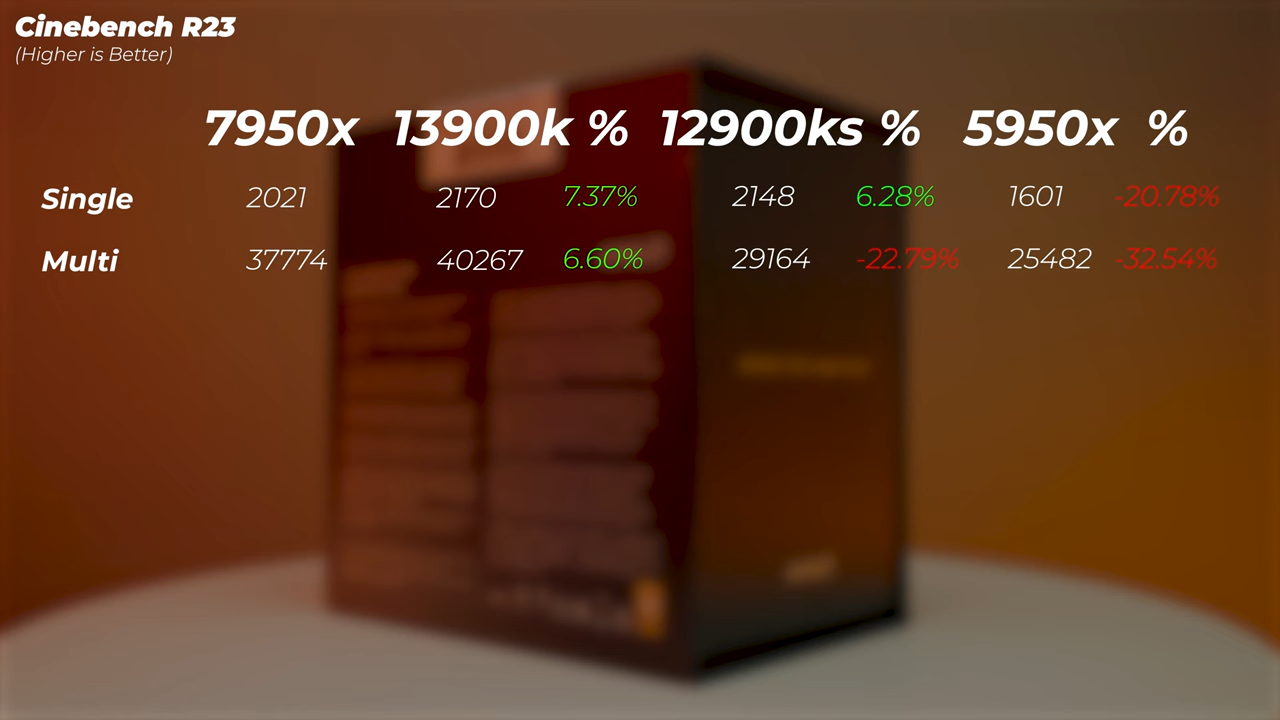 Cinebench R23
(Higher is Better)
7950x 13900k % 12900ks % 5950x %
Single 2021 2170 7.37% 2148 6.28% 1601 -20.78%
Multi 37774 40267 6.60% 29164 -22.79% 25482 -32.54%